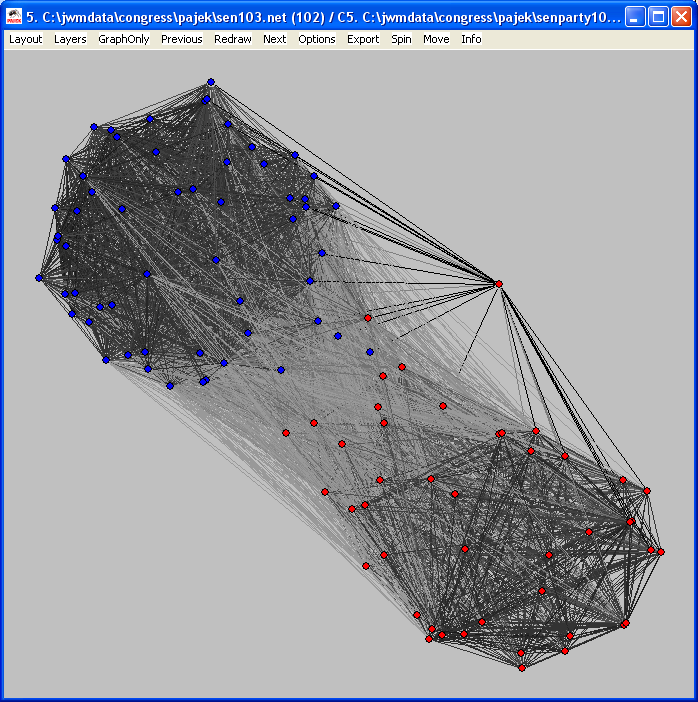 5. C:\jwmdata\congress\pajek\sen103.net (102) / C5. C:\jwmdata\congress\pajek\senparty10...
Layout Layers GraphOnly Previous Redraw Next Options Export Spin Move Info